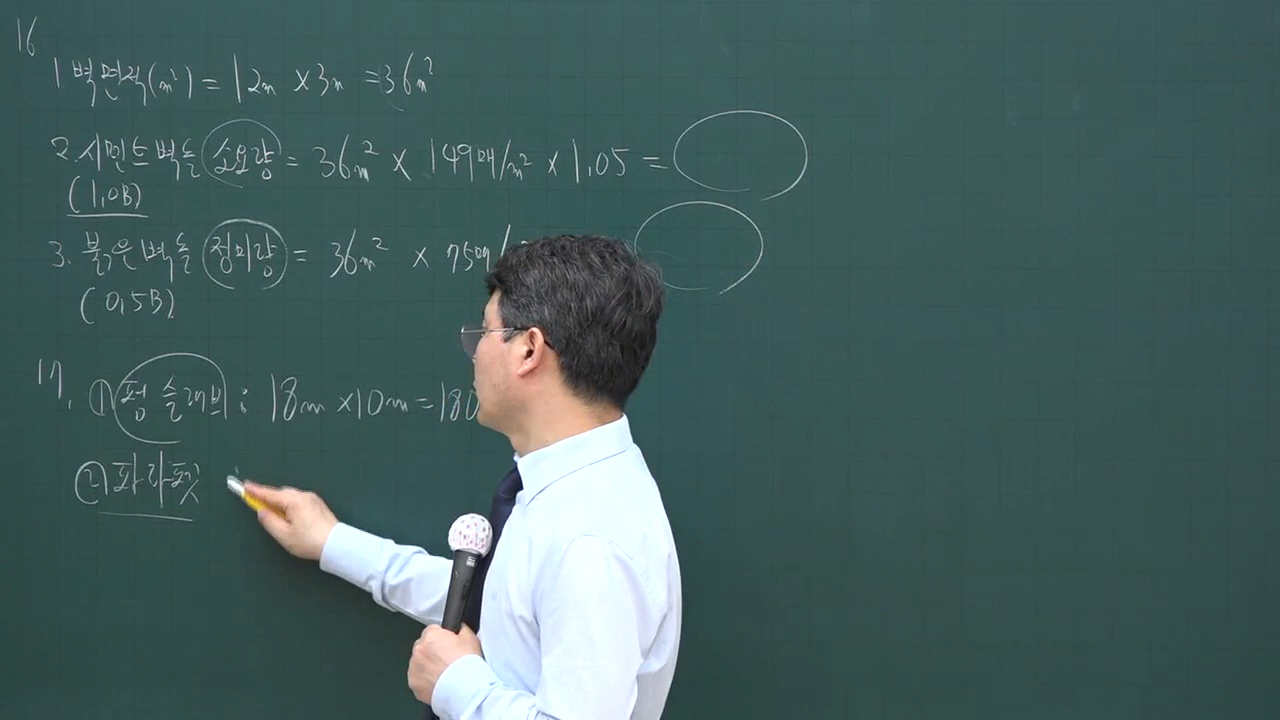 16
1 벽면적(m²) = 12m × 3m = 36m²
2. 시멘트벽돌 소요량 = 36m² × 149매/m² × 1.05 =
(1.0B)
3. 붉은벽돌 정미량 = 36m² × 75매/
(0.5B)
17. ① 평슬래브 : 18m × 10m = 180
② 파라펫